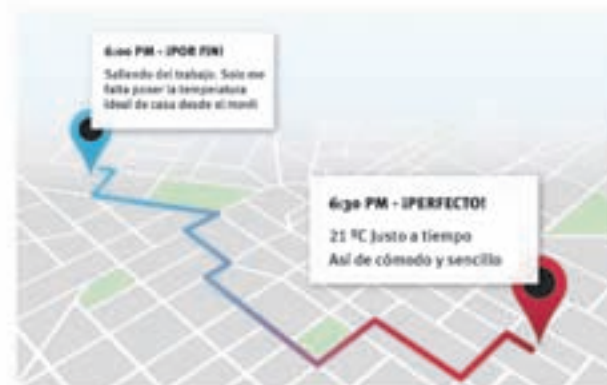 6:00 PM - ¡POR FIN!
Saliendo del trabajo. Solo me
falta poner la temperatura
ideal de casa desde el movil
6:30 PM - ¡PERFECTO!
21 ºC Justo a tiempo
Así de cómodo y sencillo